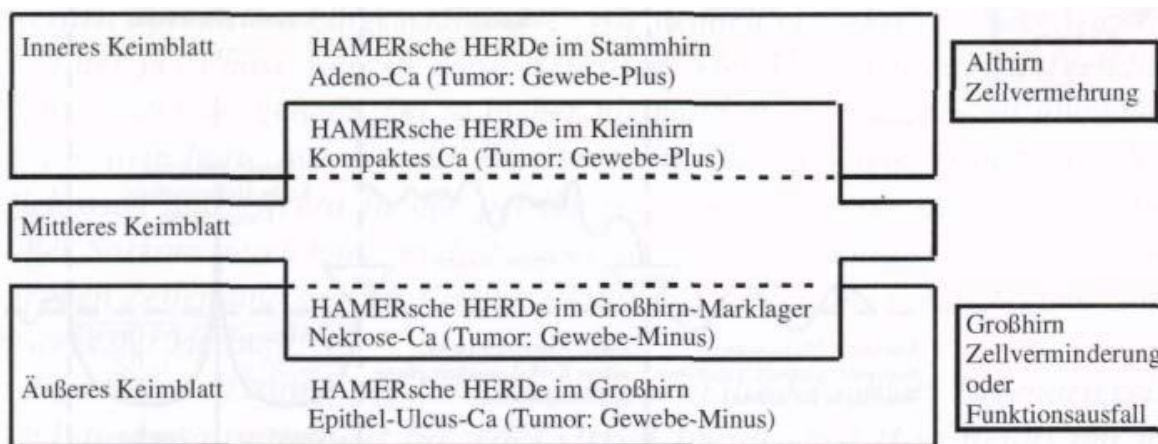 Inneres Keimblatt
HAMERsche HERDe im Stammhirn
Adeno-Ca (Tumor: Gewebe-Plus)
HAMERsche HERDe im Kleinhirn
Kompaktes Ca (Tumor: Gewebe-Plus)
Althirn
Zellvermehrung
Mittleres Keimblatt
HAMERsche HERDe im Großhirn-Marklager
Nekrose-Ca (Tumor: Gewebe-Minus)
Äußeres Keimblatt
HAMERsche HERDe im Großhirn
Epithel-Ulcus-Ca (Tumor: Gewebe-Minus)
Großhirn
Zellverminderung
oder
Funktionsausfall